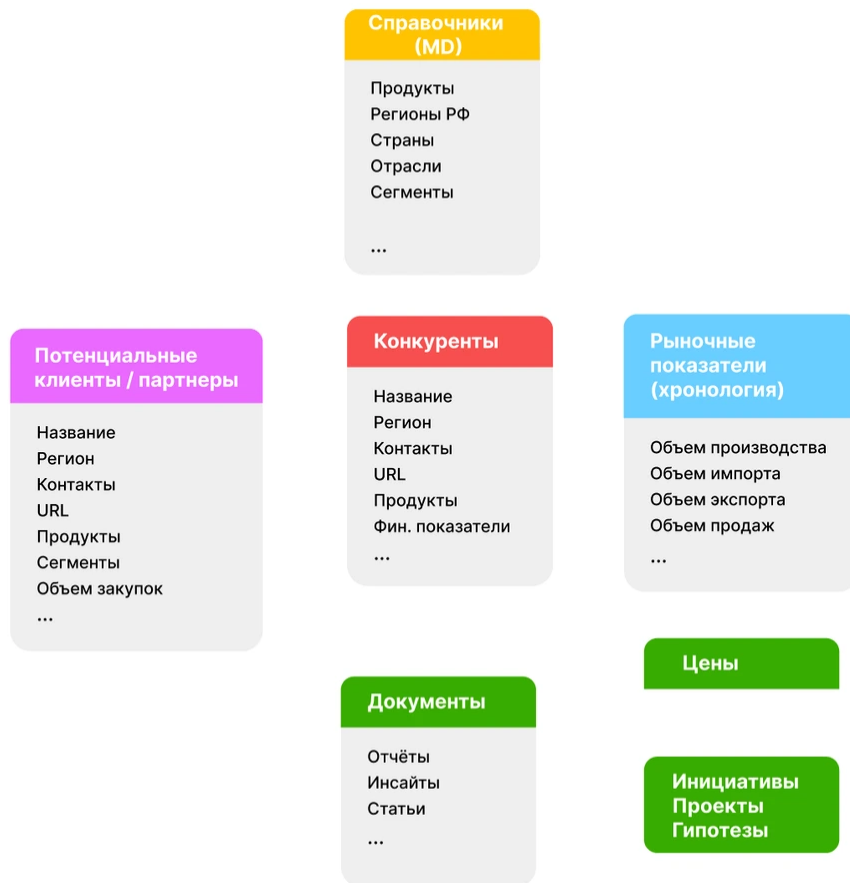 Справочники
(MD)
Продукты
Регионы РФ
Страны
Отрасли
Сегменты
...
Потенциальные
клиенты / партнеры
Название
Регион
Контакты
URL
Продукты
Сегменты
Объем закупок
...
Конкуренты
Название
Регион
Контакты
URL
Продукты
Фин. показатели
...
Рыночные
показатели
(хронология)
Объем производства
Объем импорта
Объем экспорта
Объем продаж
...
Документы
Отчёты
Инсайты
Статьи
...
Цены
Инициативы
Проекты
Гипотезы